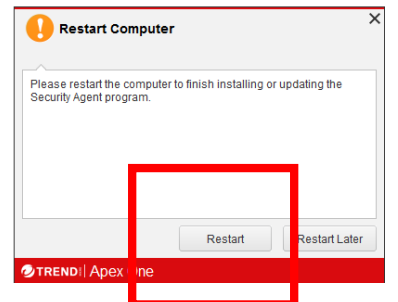 Restart Computer
Please restart the computer to finish installing or updating the
Security Agent program.
Restart
Restart Later
TREND | Apex One